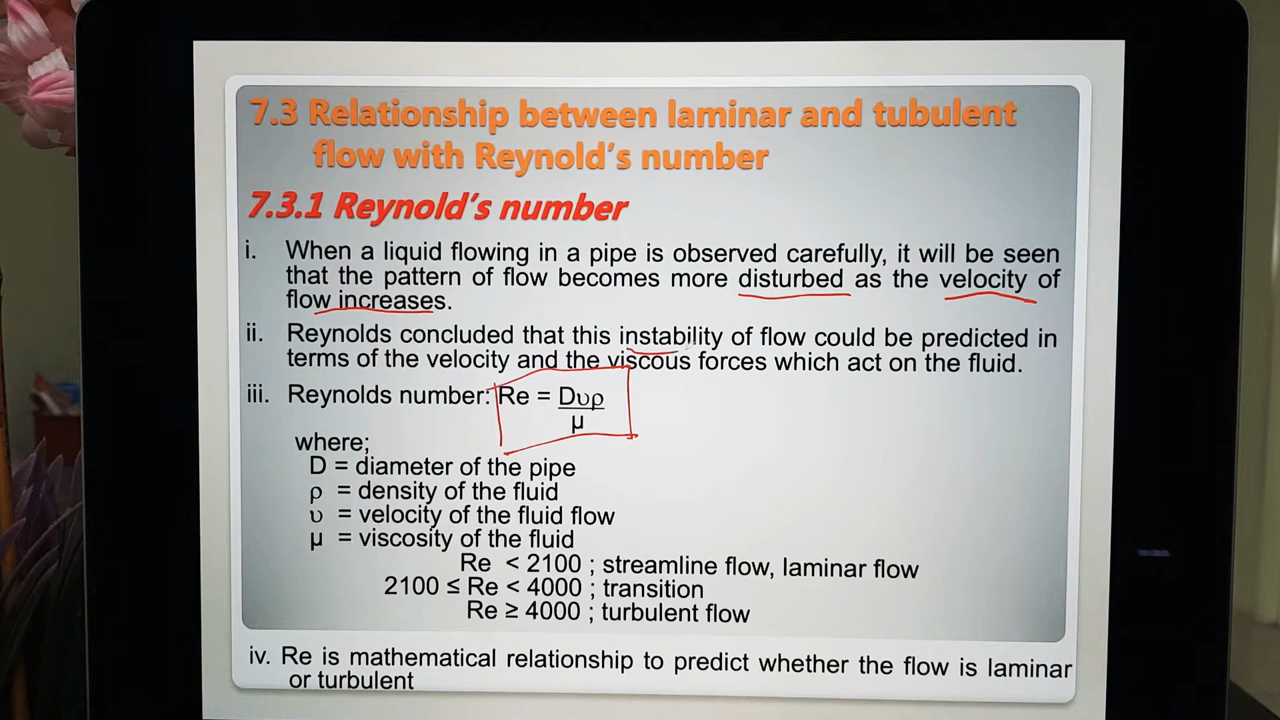 7.3 Relationship between laminar and tubulent
flow with Reynold's number
7.3.1 Reynold's number
i. When a liquid flowing in a pipe is observed carefully, it will be seen
that the pattern of flow becomes more disturbed as the velocity of
flow increases.
ii. Reynolds concluded that this instability of flow could be predicted in
terms of the velocity and the viscous forces which act on the fluid.
iii. Reynolds number: Re = Dυρ
μ
where;
D = diameter of the pipe
ρ = density of the fluid
υ = velocity of the fluid flow
μ = viscosity of the fluid
Re < 2100 ; streamline flow, laminar flow
2100 ≤ Re < 4000 ; transition
Re ≥ 4000 ; turbulent flow
iv. Re is mathematical relationship to predict whether the flow is laminar
or turbulent